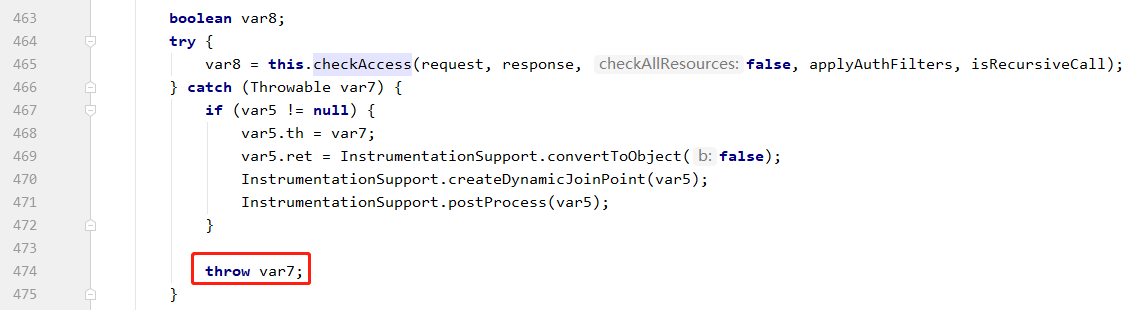 463 boolean var8;
464 try {
465 var8 = this.checkAccess(request, response, checkAllResources: false, applyAuthFilters, isRecursiveCall);
466 } catch (Throwable var7) {
467 if (var5 != null) {
468 var5.th = var7;
469 var5.ret = InstrumentationSupport.convertToObject( b: false);
470 InstrumentationSupport.createDynamicJoinPoint(var5);
471 InstrumentationSupport.postProcess(var5);
472 }
473
474 throw var7;
475 }